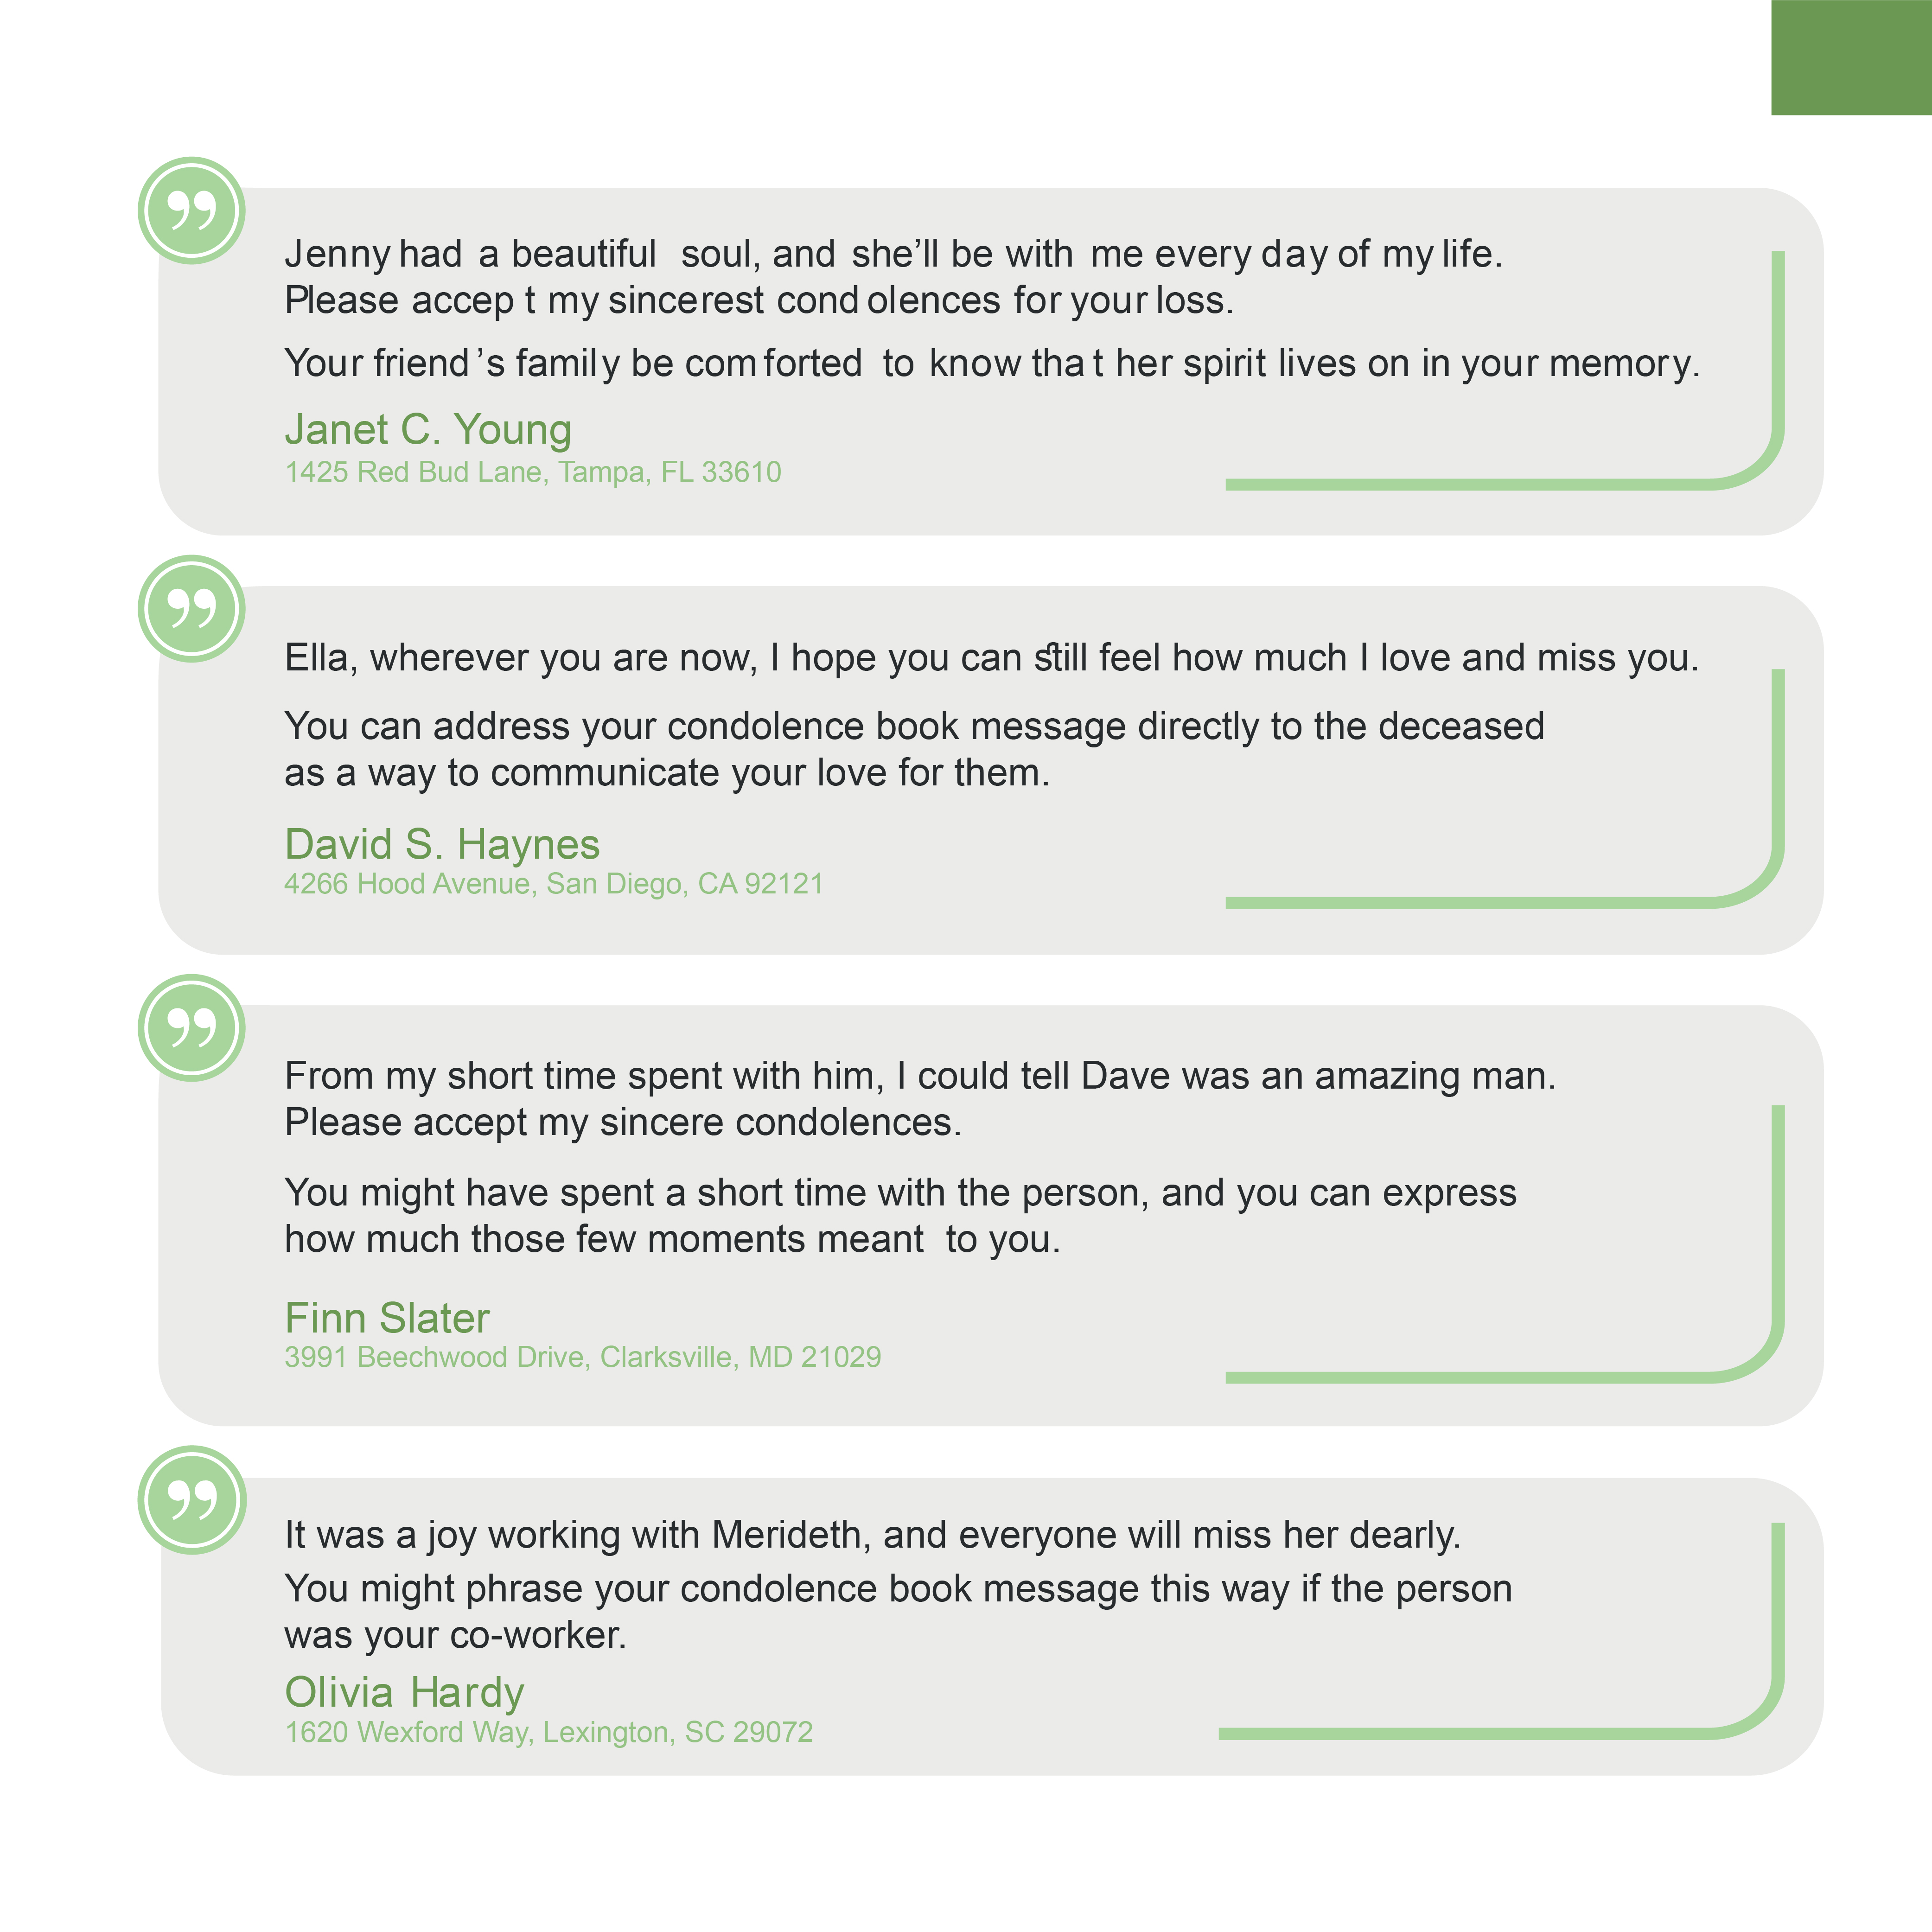 Jenny had a beautiful soul, and she’ll be with me every day of my life.
Please accept my sincerest condolences for your loss.
Your friend’s family be comforted to know that her spirit lives on in your memory.
Janet C. Young
1425 Red Bud Lane, Tampa, FL 33610
Ella, wherever you are now, I hope you can still feel how much I love and miss you.
You can address your condolence book message directly to the deceased
as a way to communicate your love for them.
David S. Haynes
4266 Hood Avenue, San Diego, CA 92121
From my short time spent with him, I could tell Dave was an amazing man.
Please accept my sincere condolences.
You might have spent a short time with the person, and you can express
how much those few moments meant to you.
Finn Slater
3991 Beechwood Drive, Clarksville, MD 21029
It was a joy working with Merideth, and everyone will miss her dearly.
You might phrase your condolence book message this way if the person
was your co-worker.
Olivia Hardy
1620 Wexford Way, Lexington, SC 29072